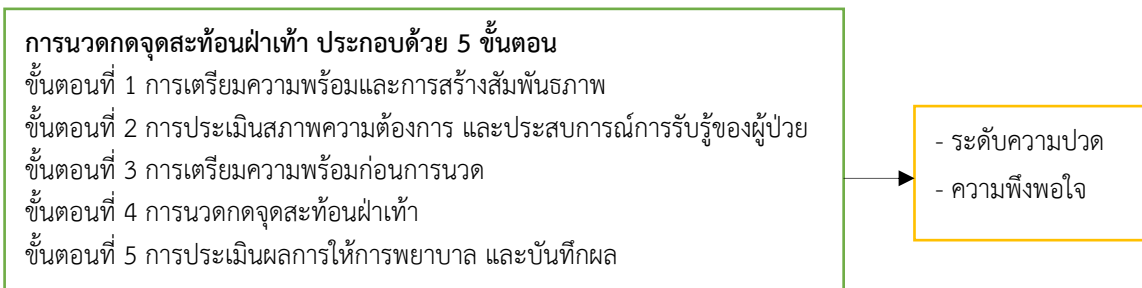 การนวดกดจุดสะท้อนฝ่าเท้า ประกอบด้วย 5 ขั้นตอน
ขั้นตอนที่ 1 การเตรียมความพร้อมและการสร้างสัมพันธภาพ
ขั้นตอนที่ 2 การประเมินสภาพความต้องการ และประสบการณ์การรับรู้ของผู้ป่วย
ขั้นตอนที่ 3 การเตรียมความพร้อมก่อนการนวด
ขั้นตอนที่ 4 การนวดกดจุดสะท้อนฝ่าเท้า
ขั้นตอนที่ 5 การประเมินผลการให้การพยาบาล และบันทึกผล
- ระดับความปวด
- ความพึงพอใจ